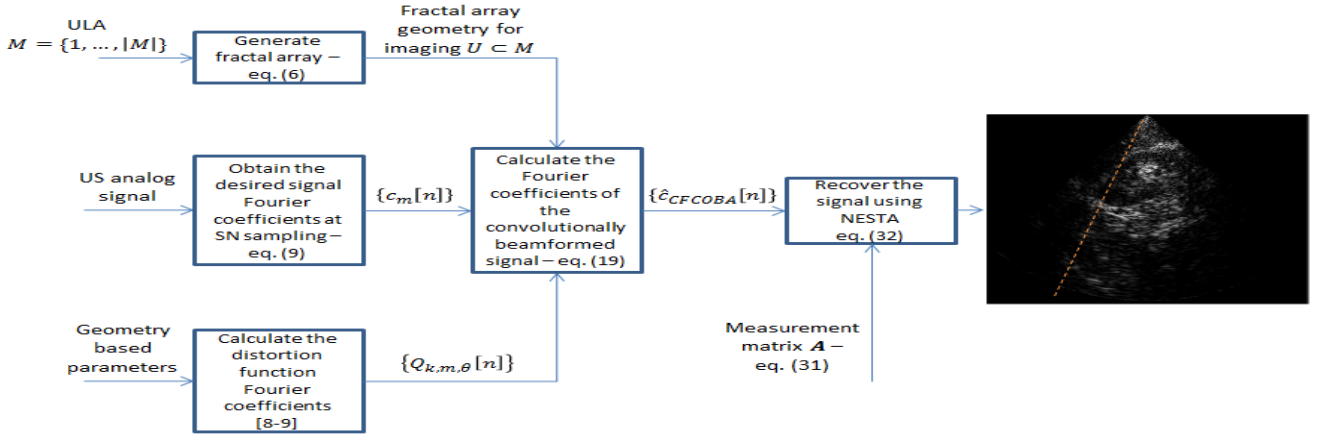 ULA
M = {1, … , |M|}
Generate
fractal array –
eq. (6)
Fractal array
geometry for
imaging U ⊂ M
US analog
signal
Obtain the
desired signal
Fourier
coefficients at
SN sampling –
eq. (9)
{c_m[n]}
Geometry
based
parameters
Calculate the
distortion
function
Fourier
coefficients
[8-9]
{Q_{k,m,θ}[n]}
Calculate the
Fourier
coefficients of
the
convolutionally
beamformed
signal – eq. (19)
{ĉ_{CFCOBA}[n]}
Recover the
signal using
NESTA
eq. (32)
Measurement
matrix A –
eq. (31)